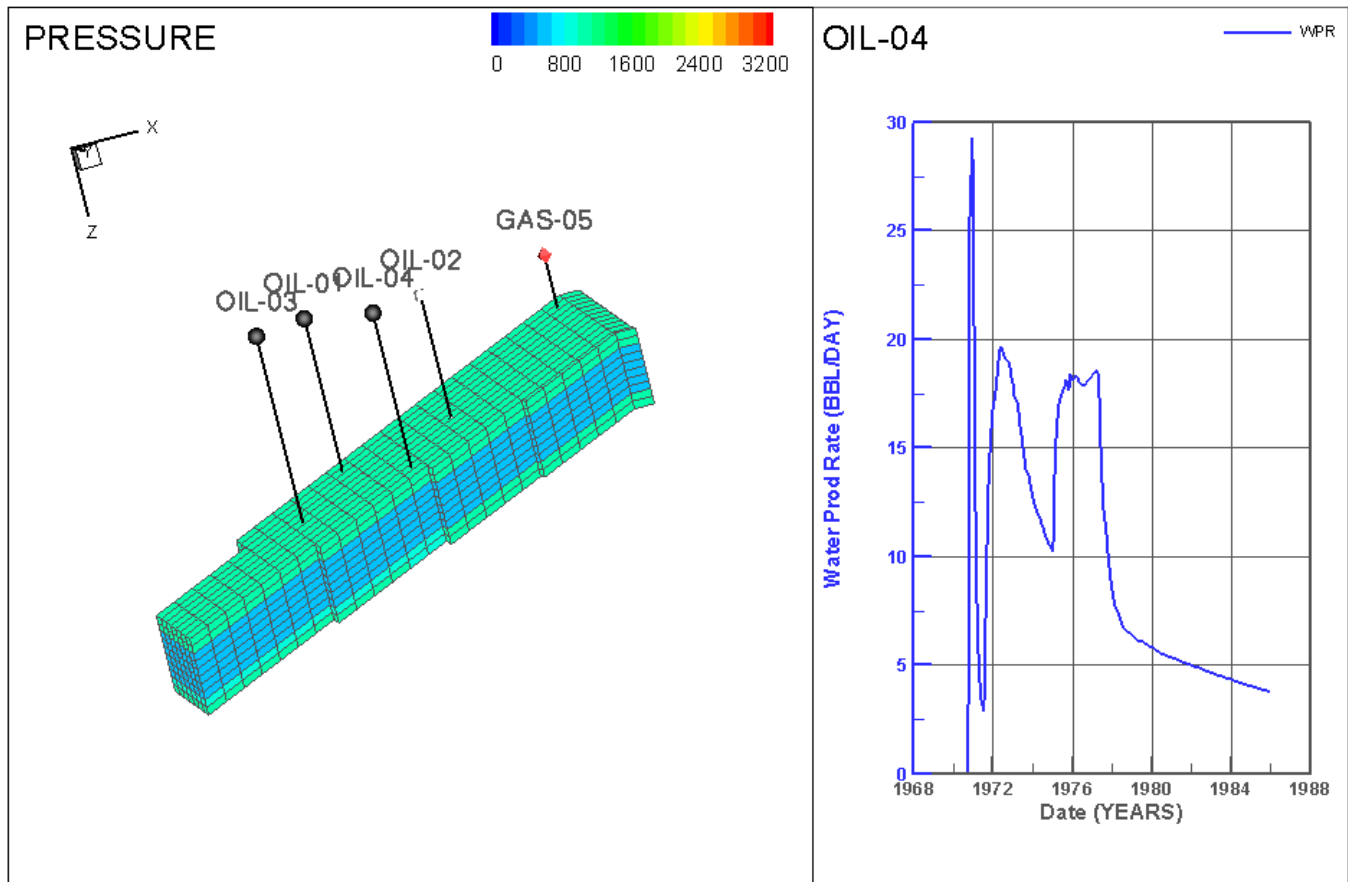 PRESSURE
0 800 1600 2400 3200
X
Y
Z
GAS-05
OIL-02
OIL-04
OIL-01
OIL-03
OIL-04
WPR
Water Prod Rate (BBL/DAY)
30
25
20
15
10
5
0
1968 1972 1976 1980 1984 1988
Date (YEARS)